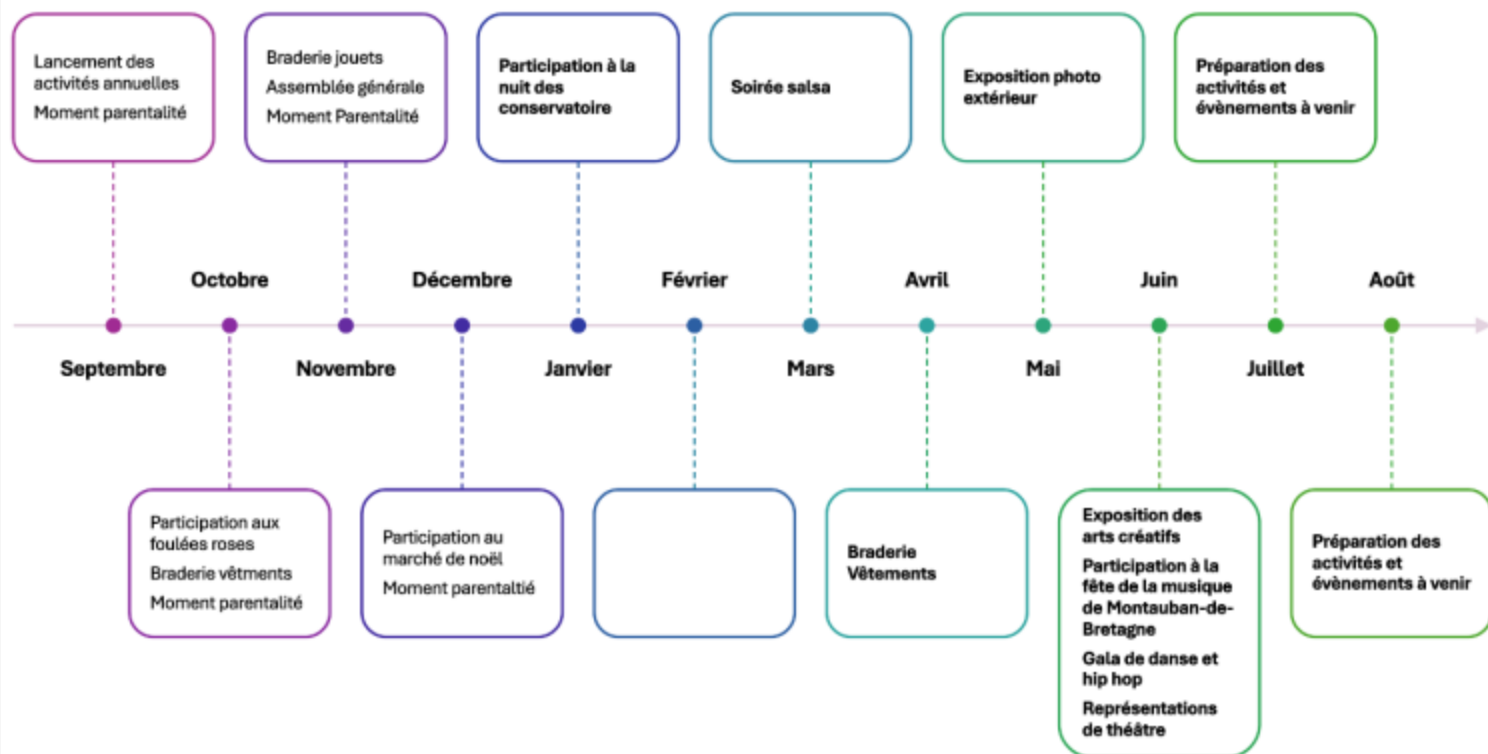 Lancement des
activités annuelles
Moment parentalité
Braderie jouets
Assemblée générale
Moment Parentalité
Participation à la
nuit des
conservatoire
Soirée salsa
Exposition photo
extérieur
Préparation des
activités et
évènements à venir
Octobre
Décembre
Février
Avril
Juin
Août
Septembre
Novembre
Janvier
Mars
Mai
Juillet
Participation aux
foulées roses
Braderie vêtments
Moment parentalité
Participation au
marché de noël
Moment parentaltié
Braderie
Vêtements
Exposition des
arts créatifs
Participation à la
fête de la musique
de Montauban-de-
Bretagne
Gala de danse et
hip hop
Représentations
de théâtre
Préparation des
activités et
évènements à venir